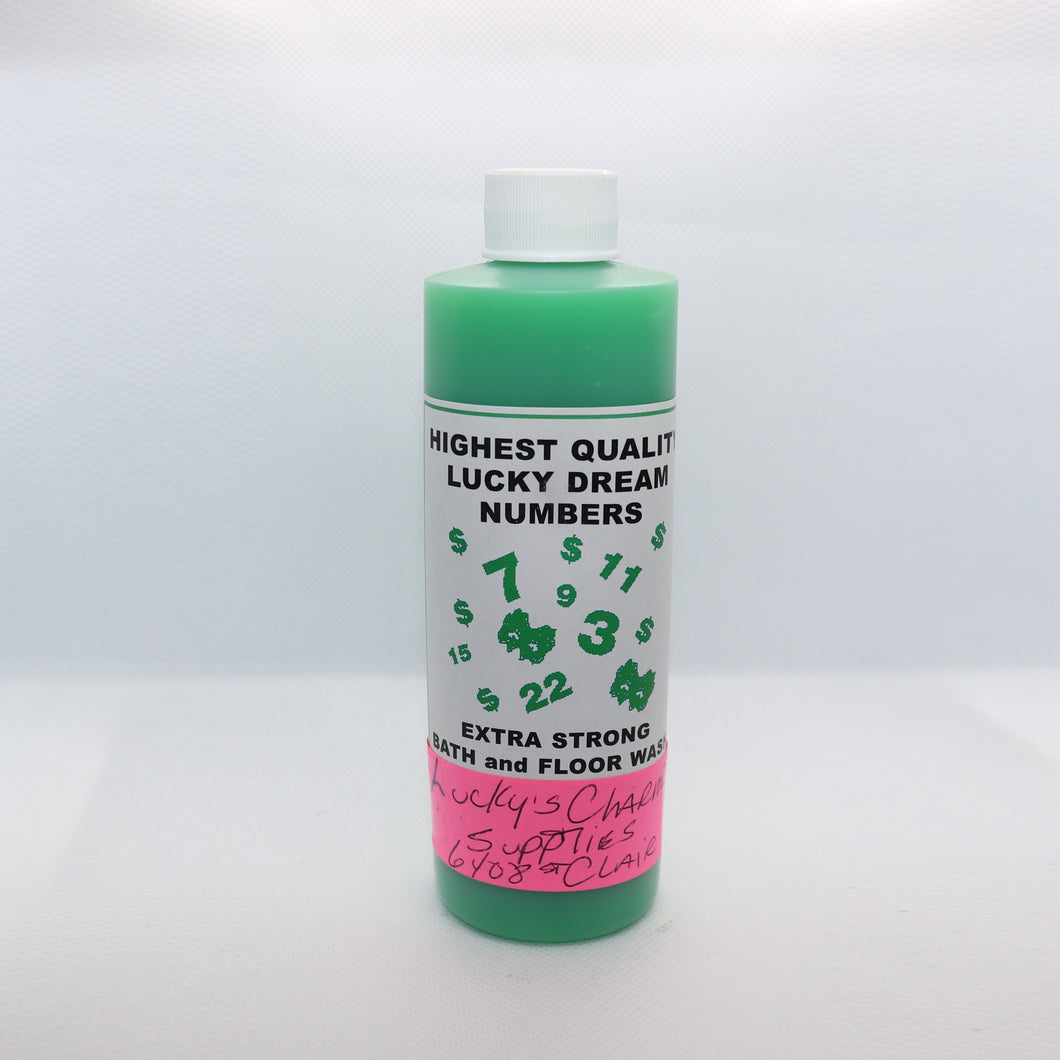 HIGHEST QUALITY
LUCKY DREAM
NUMBERS
$ $ $
7 11
9
$ 3 $
15
$ 22
EXTRA STRONG
BATH and FLOOR WASH
Lucky's Charm
Supplies
6408 ST CLAIR